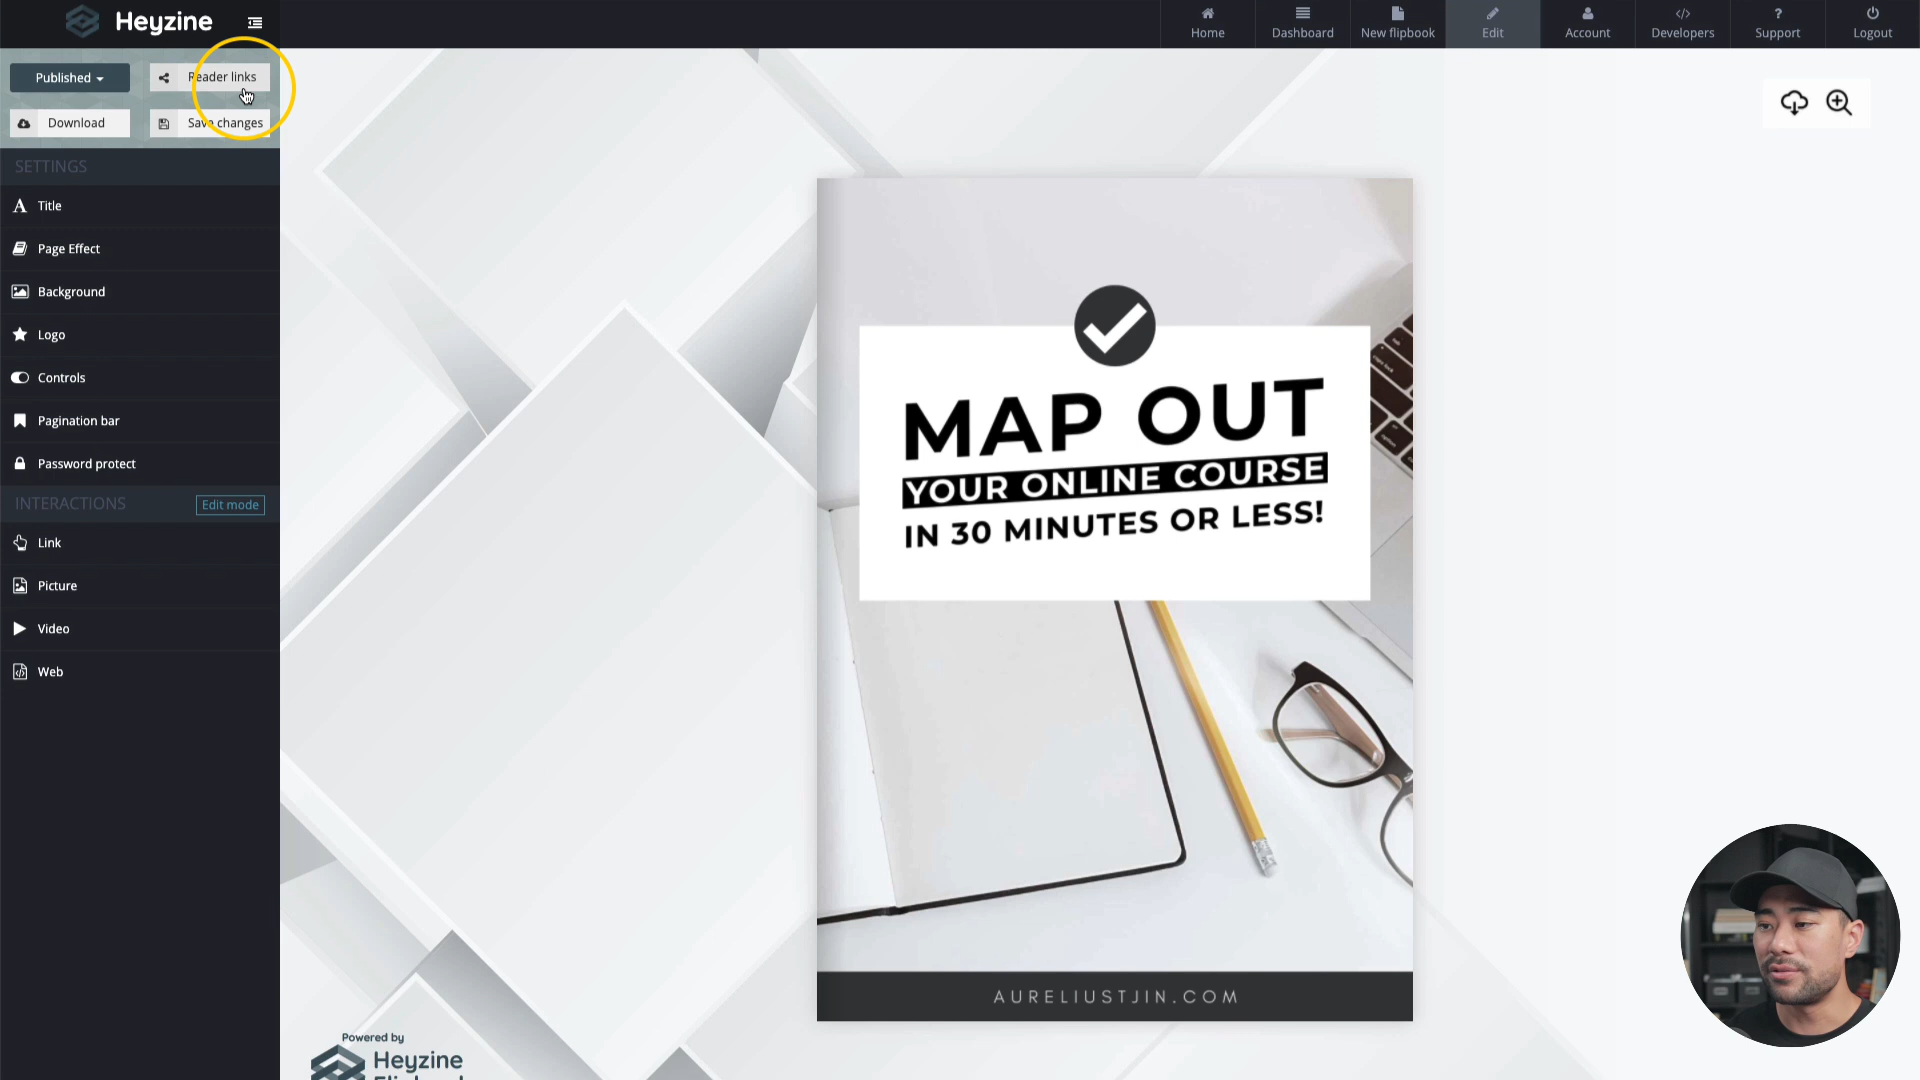 Heyzine
Home
Dashboard
New flipbook
Edit
Account
Developers
Support
Logout
Published
Reader links
Download
Save changes
SETTINGS
Title
Page Effect
Background
Logo
Controls
Pagination bar
Password protect
INTERACTIONS
Edit mode
Link
Picture
Video
Web
MAP OUT
YOUR ONLINE COURSE
IN 30 MINUTES OR LESS!
AURELIUSTJIN.COM
Powered by
Heyzine